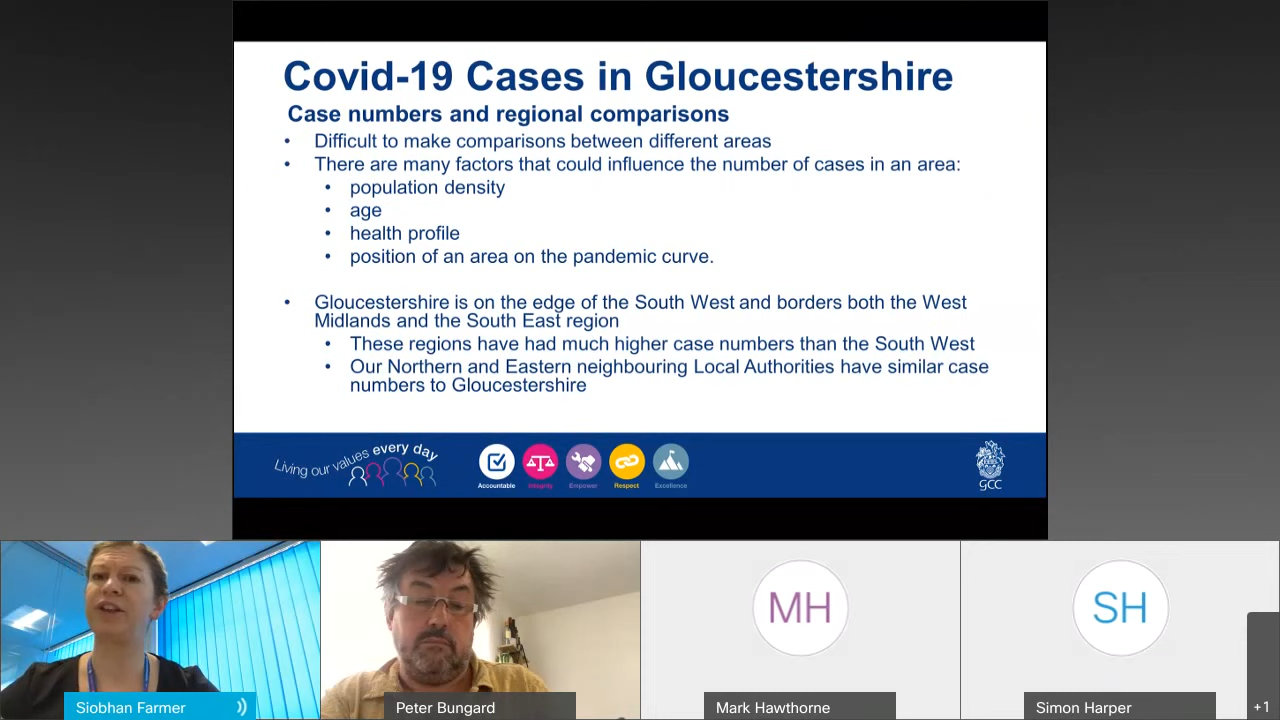 Covid-19 Cases in Gloucestershire
Case numbers and regional comparisons
• Difficult to make comparisons between different areas
• There are many factors that could influence the number of cases in an area:
• population density
• age
• health profile
• position of an area on the pandemic curve.
• Gloucestershire is on the edge of the South West and borders both the West
Midlands and the South East region
• These regions have had much higher case numbers than the South West
• Our Northern and Eastern neighbouring Local Authorities have similar case
numbers to Gloucestershire
Living our values every day
Accountable
Integrity
Empower
Respect
Excellence
GCC
MH
SH
Siobhan Farmer
Peter Bungard
Mark Hawthorne
Simon Harper
+1